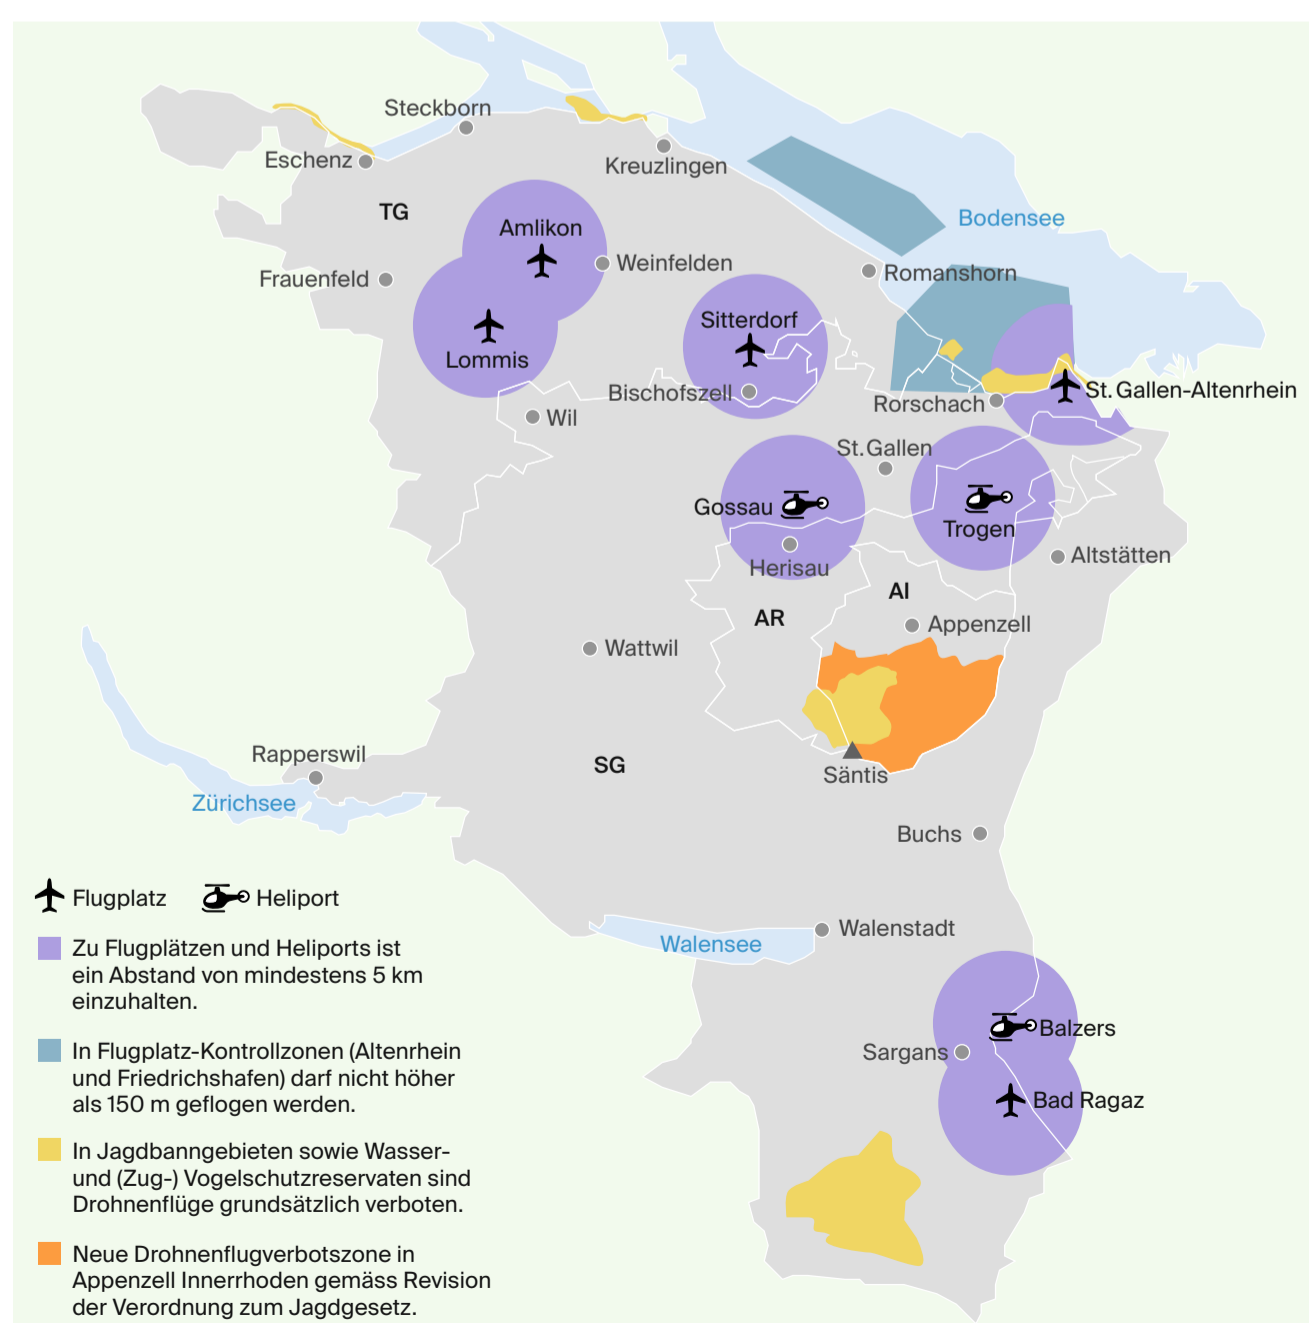 Steckborn
Eschenz
Kreuzlingen
TG
Amlikon
Bodensee
Weinfelden
Frauenfeld
Romanshorn
Sitterdorf
Lommis
Bischofszell
St. Gallen-Altenrhein
Rorschach
Wil
St. Gallen
Gossau
Trogen
Altstätten
Herisau
AI
AR
Appenzell
Wattwil
Rapperswil
SG
Säntis
Zürichsee
Buchs
Flugplatz
Heliport
Walenstadt
Walensee
Zu Flugplätzen und Heliports ist
ein Abstand von mindestens 5 km
einzuhalten.
Balzers
Sargans
Bad Ragaz
In Flugplatz-Kontrollzonen (Altenrhein
und Friedrichshafen) darf nicht höher
als 150 m geflogen werden.
In Jagdbanngebieten sowie Wasser-
und (Zug-) Vogelschutzreservaten sind
Drohnenflüge grundsätzlich verboten.
Neue Drohnenflugverbotszone in
Appenzell Innerrhoden gemäss Revision
der Verordnung zum Jagdgesetz.